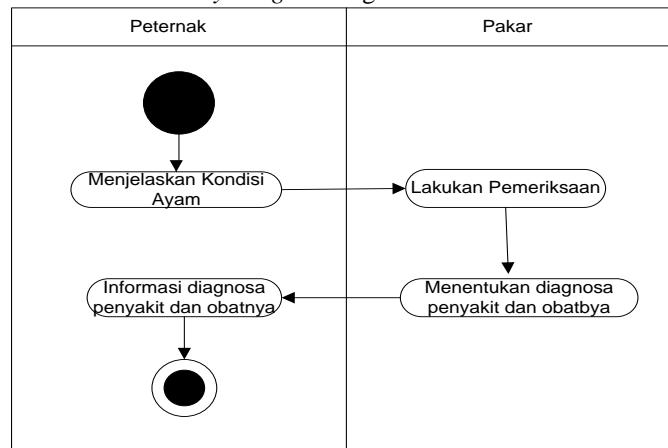 Peternak
Pakar
Menjelaskan Kondisi
Ayam
Lakukan Pemeriksaan
Informasi diagnosa
penyakit dan obatnya
Menentukan diagnosa
penyakit dan obatbya